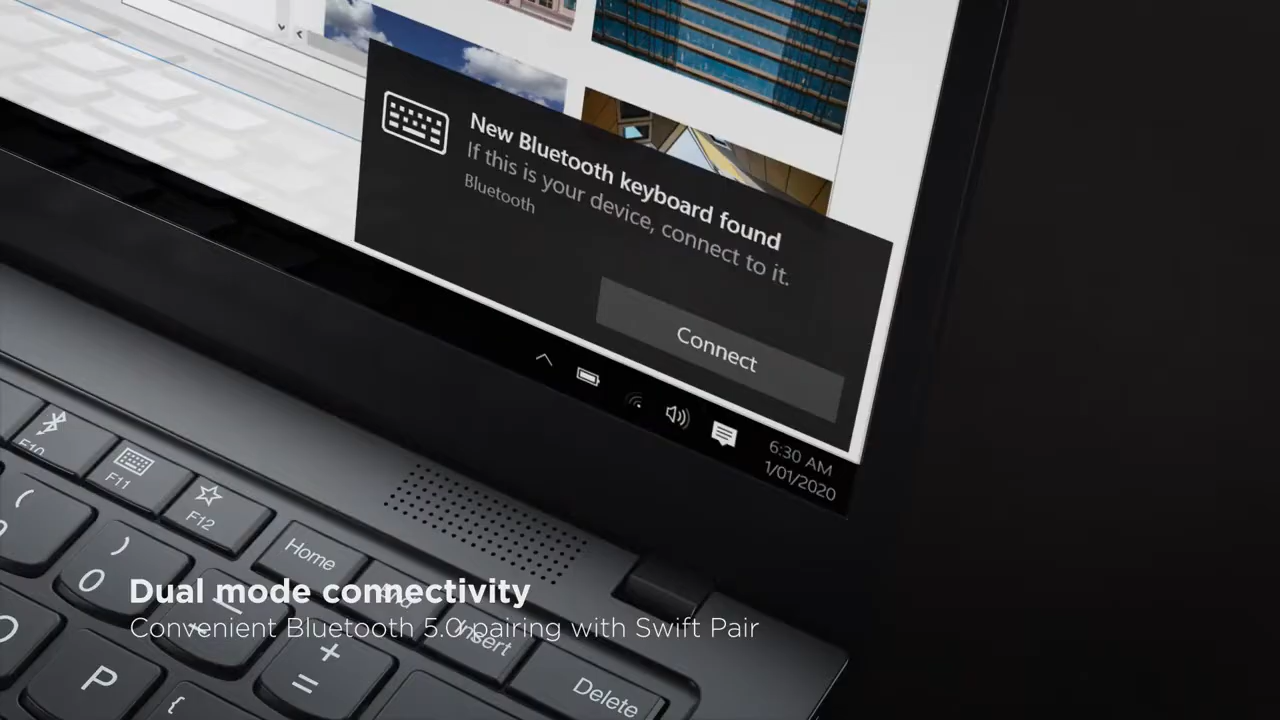 New Bluetooth keyboard found
If this is your device, connect to it.
Bluetooth
Connect
6:30 AM
1/01/2020
F10
F11
F12
Home
End
Insert
Delete
(
)
0
P
{
+
=
Dual mode connectivity
Convenient Bluetooth 5.0 pairing with Swift Pair